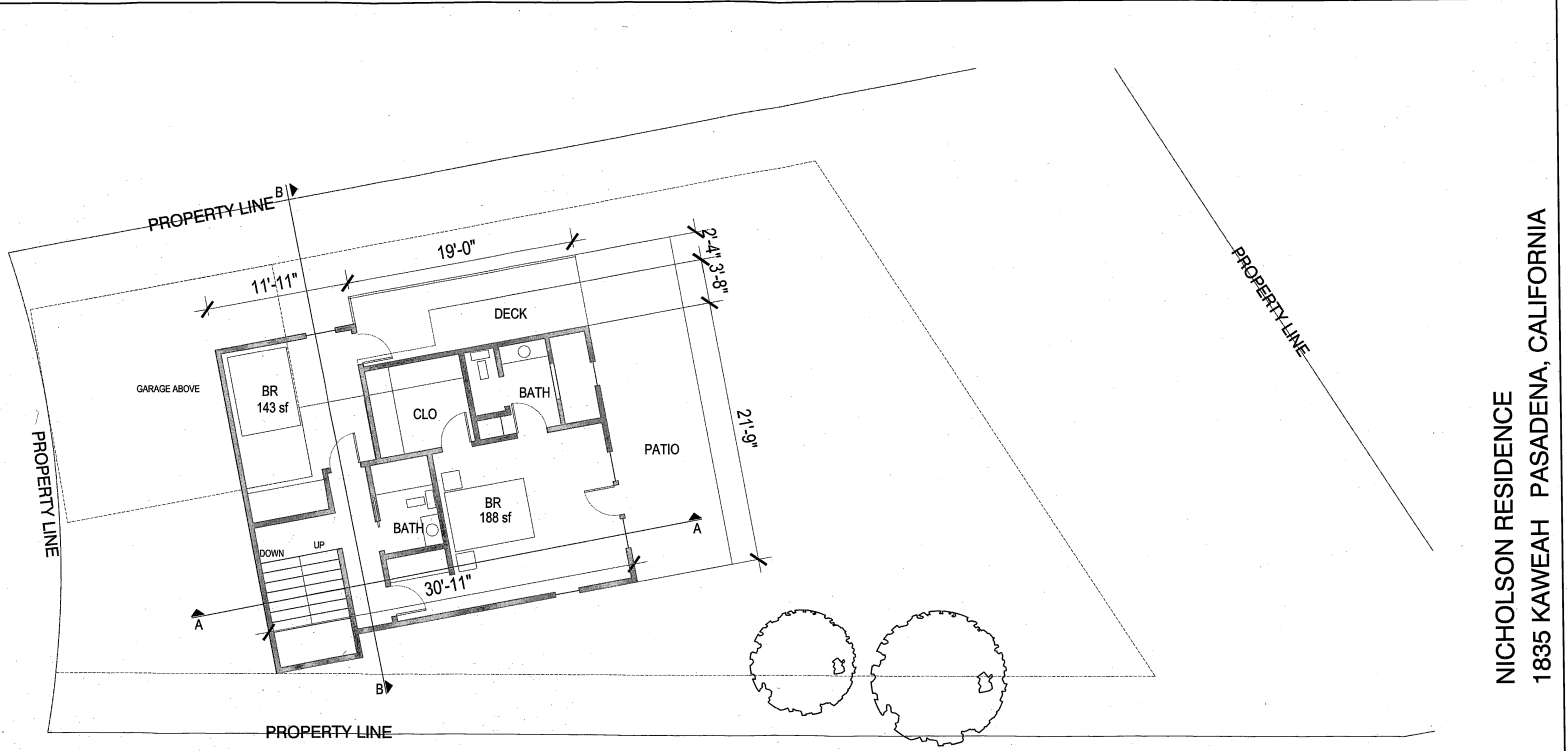 B
PROPERTY LINE
19'-0"
11'-11"
2'-4"
3'-8"
DECK
GARAGE ABOVE
BR
143 sf
CLO
BATH
21'-9"
PATIO
PROPERTY LINE
PROPERTY LINE
BR
188 sf
BATH
A
DOWN
UP
30'-11"
A
B
PROPERTY LINE
NICHOLSON RESIDENCE
1835 KAWEAH PASADENA, CALIFORNIA